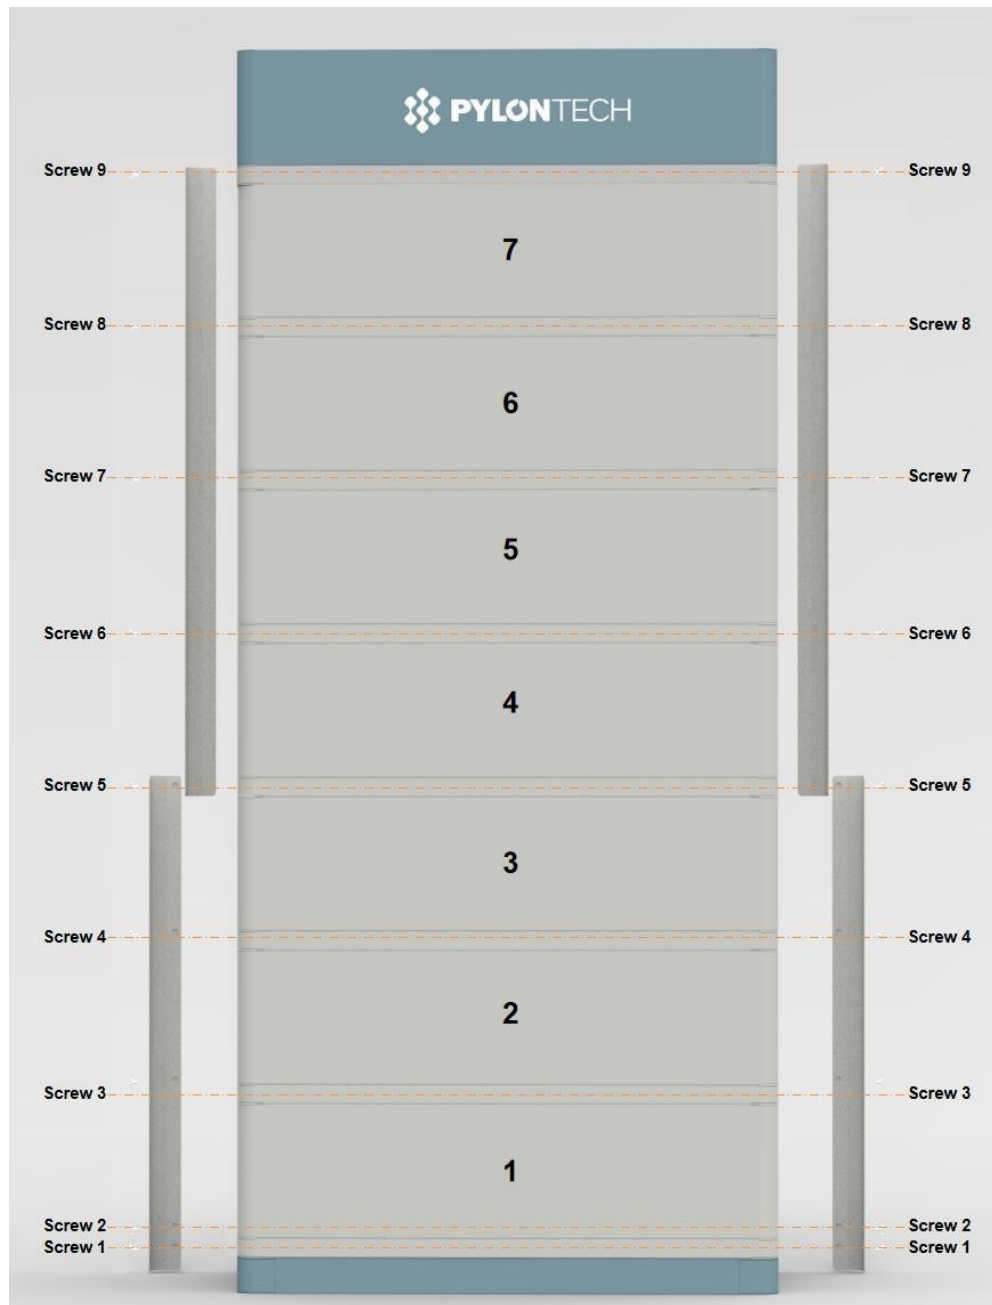 PYLONTECH
Screw 9 Screw 9
7
Screw 8 Screw 8
6
Screw 7 Screw 7
5
Screw 6 Screw 6
4
Screw 5 Screw 5
3
Screw 4 Screw 4
2
Screw 3 Screw 3
1
Screw 2 Screw 2
Screw 1 Screw 1